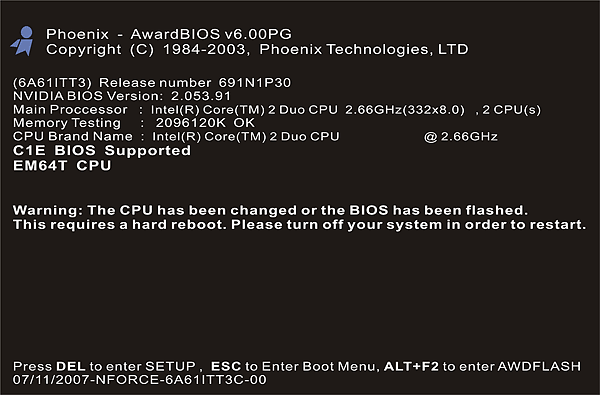 Phoenix - AwardBIOS v6.00PG
Copyright (C) 1984-2003, Phoenix Technologies, LTD
(6A61ITT3) Release number 691N1P30
NVIDIA BIOS Version: 2.053.91
Main Proccessor : Intel(R) Core(TM) 2 Duo CPU 2.66GHz(332x8.0) , 2 CPU(s)
Memory Testing : 2096120K OK
CPU Brand Name : Intel(R) Core(TM) 2 Duo CPU @ 2.66GHz
C1E BIOS Supported
EM64T CPU
Warning: The CPU has been changed or the BIOS has been flashed.
This requires a hard reboot. Please turn off your system in order to restart.
Press DEL to enter SETUP , ESC to Enter Boot Menu, ALT+F2 to enter AWDFLASH
07/11/2007-NFORCE-6A61ITT3C-00